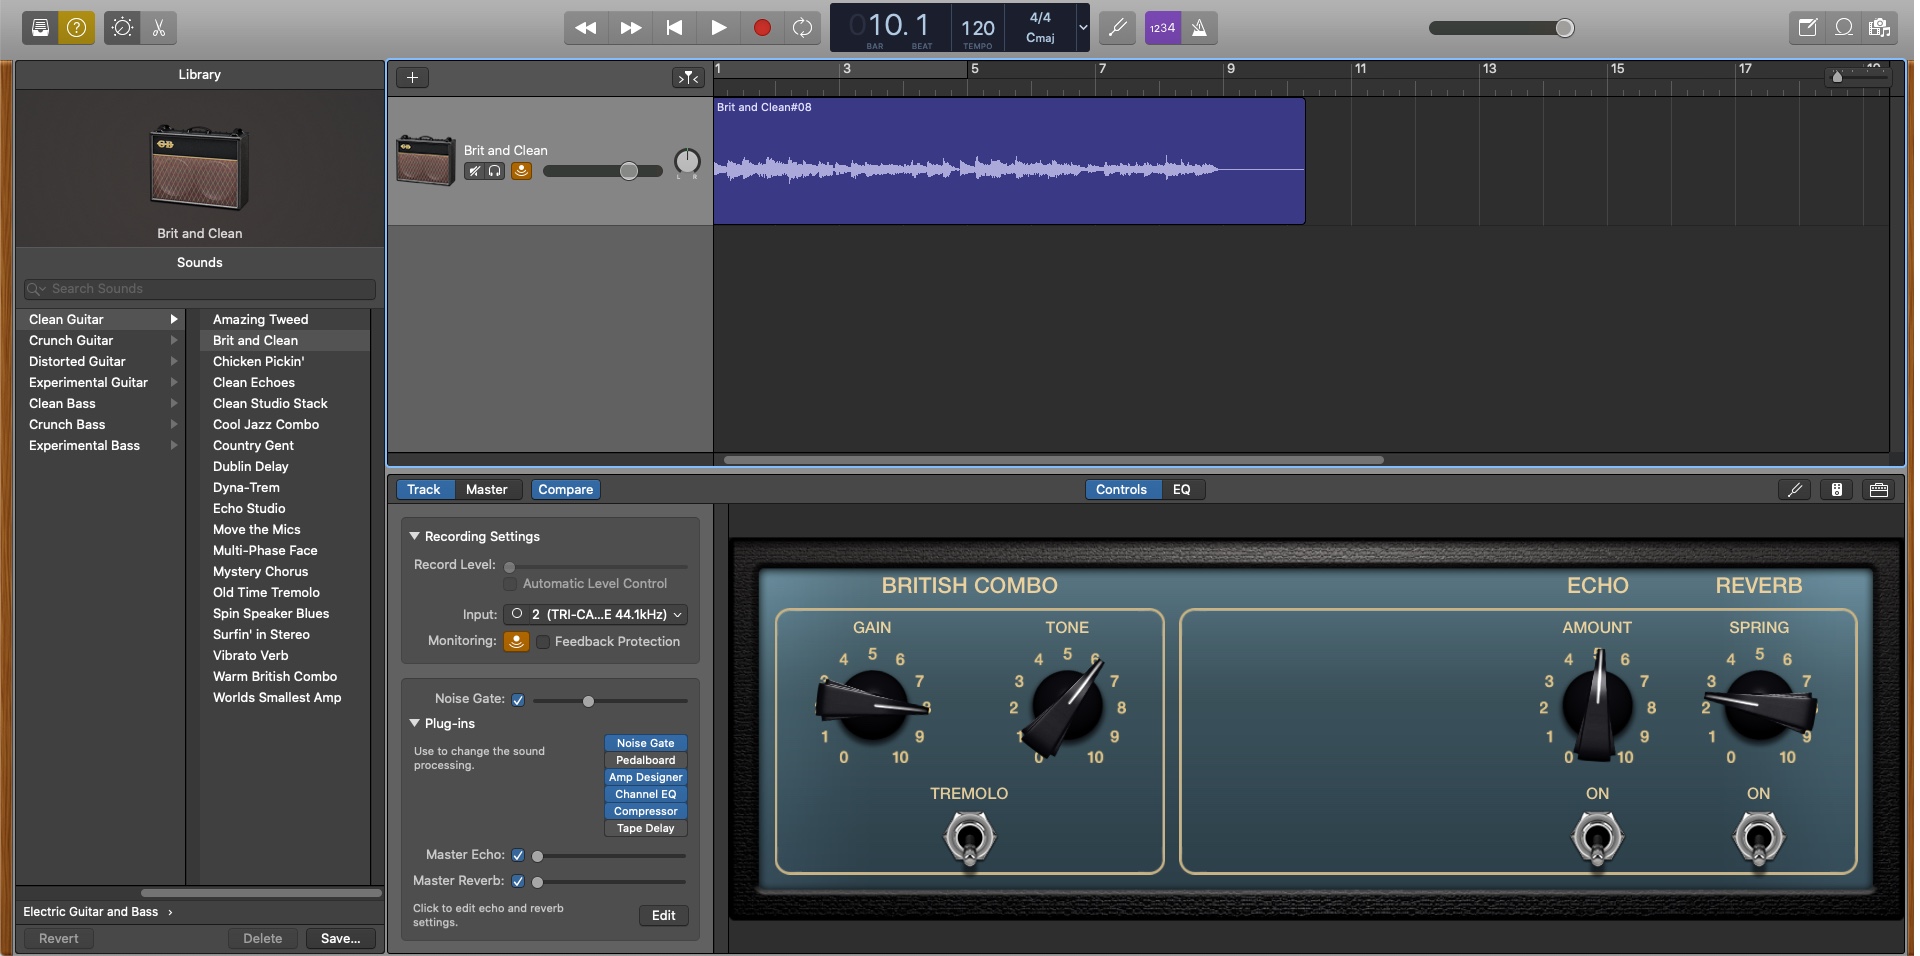 010. 1
BAR BEAT
120
TEMPO
4/4
Cmaj
1234
Library
Brit and Clean
Sounds
Search Sounds
Clean Guitar
Crunch Guitar
Distorted Guitar
Experimental Guitar
Clean Bass
Crunch Bass
Experimental Bass
Amazing Tweed
Brit and Clean
Chicken Pickin'
Clean Echoes
Clean Studio Stack
Cool Jazz Combo
Country Gent
Dublin Delay
Dyna-Trem
Echo Studio
Move the Mics
Multi-Phase Face
Mystery Chorus
Old Time Tremolo
Spin Speaker Blues
Surfin' in Stereo
Vibrato Verb
Warm British Combo
Worlds Smallest Amp
Electric Guitar and Bass ›
Revert Delete Save...
1 3 5 7 9 11 13 15 17
Brit and Clean
L R
Brit and Clean#08
Track Master Compare
Controls EQ
Recording Settings
Record Level:
Automatic Level Control
Input: 2 (TRI-CA...E 44.1kHz)
Monitoring: Feedback Protection
Noise Gate:
Plug-ins
Use to change the sound
processing.
Noise Gate
Pedalboard
Amp Designer
Channel EQ
Compressor
Tape Delay
Master Echo:
Master Reverb:
Click to edit echo and reverb
settings.
Edit
BRITISH COMBO
GAIN
0 1 3 4 5 6 7 8 9 10
TONE
0 1 2 3 4 5 6 7 8 9 10
TREMOLO
ECHO
AMOUNT
0 1 2 3 4 5 6 7 8 9 10
ON
REVERB
SPRING
0 1 2 3 4 5 6 7 9 10
ON